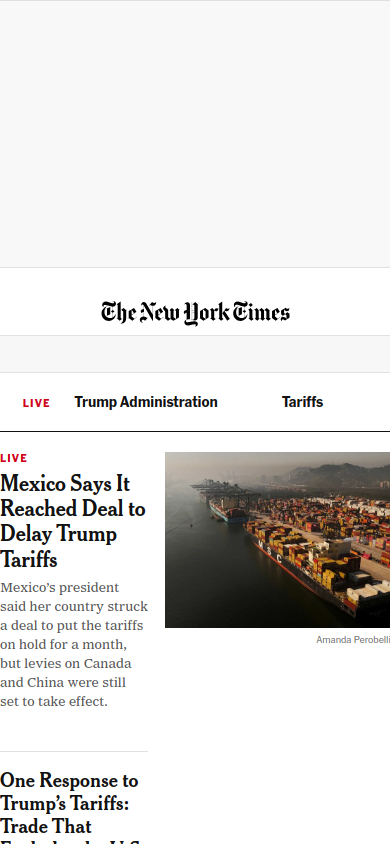 The New York Times
LIVE Trump Administration Tariffs
LIVE
Mexico Says It
Reached Deal to
Delay Trump
Tariffs
Mexico’s president
said her country struck
a deal to put the tariffs
on hold for a month,
but levies on Canada
and China were still
set to take effect.
Amanda Perobelli
One Response to
Trump’s Tariffs:
Trade That